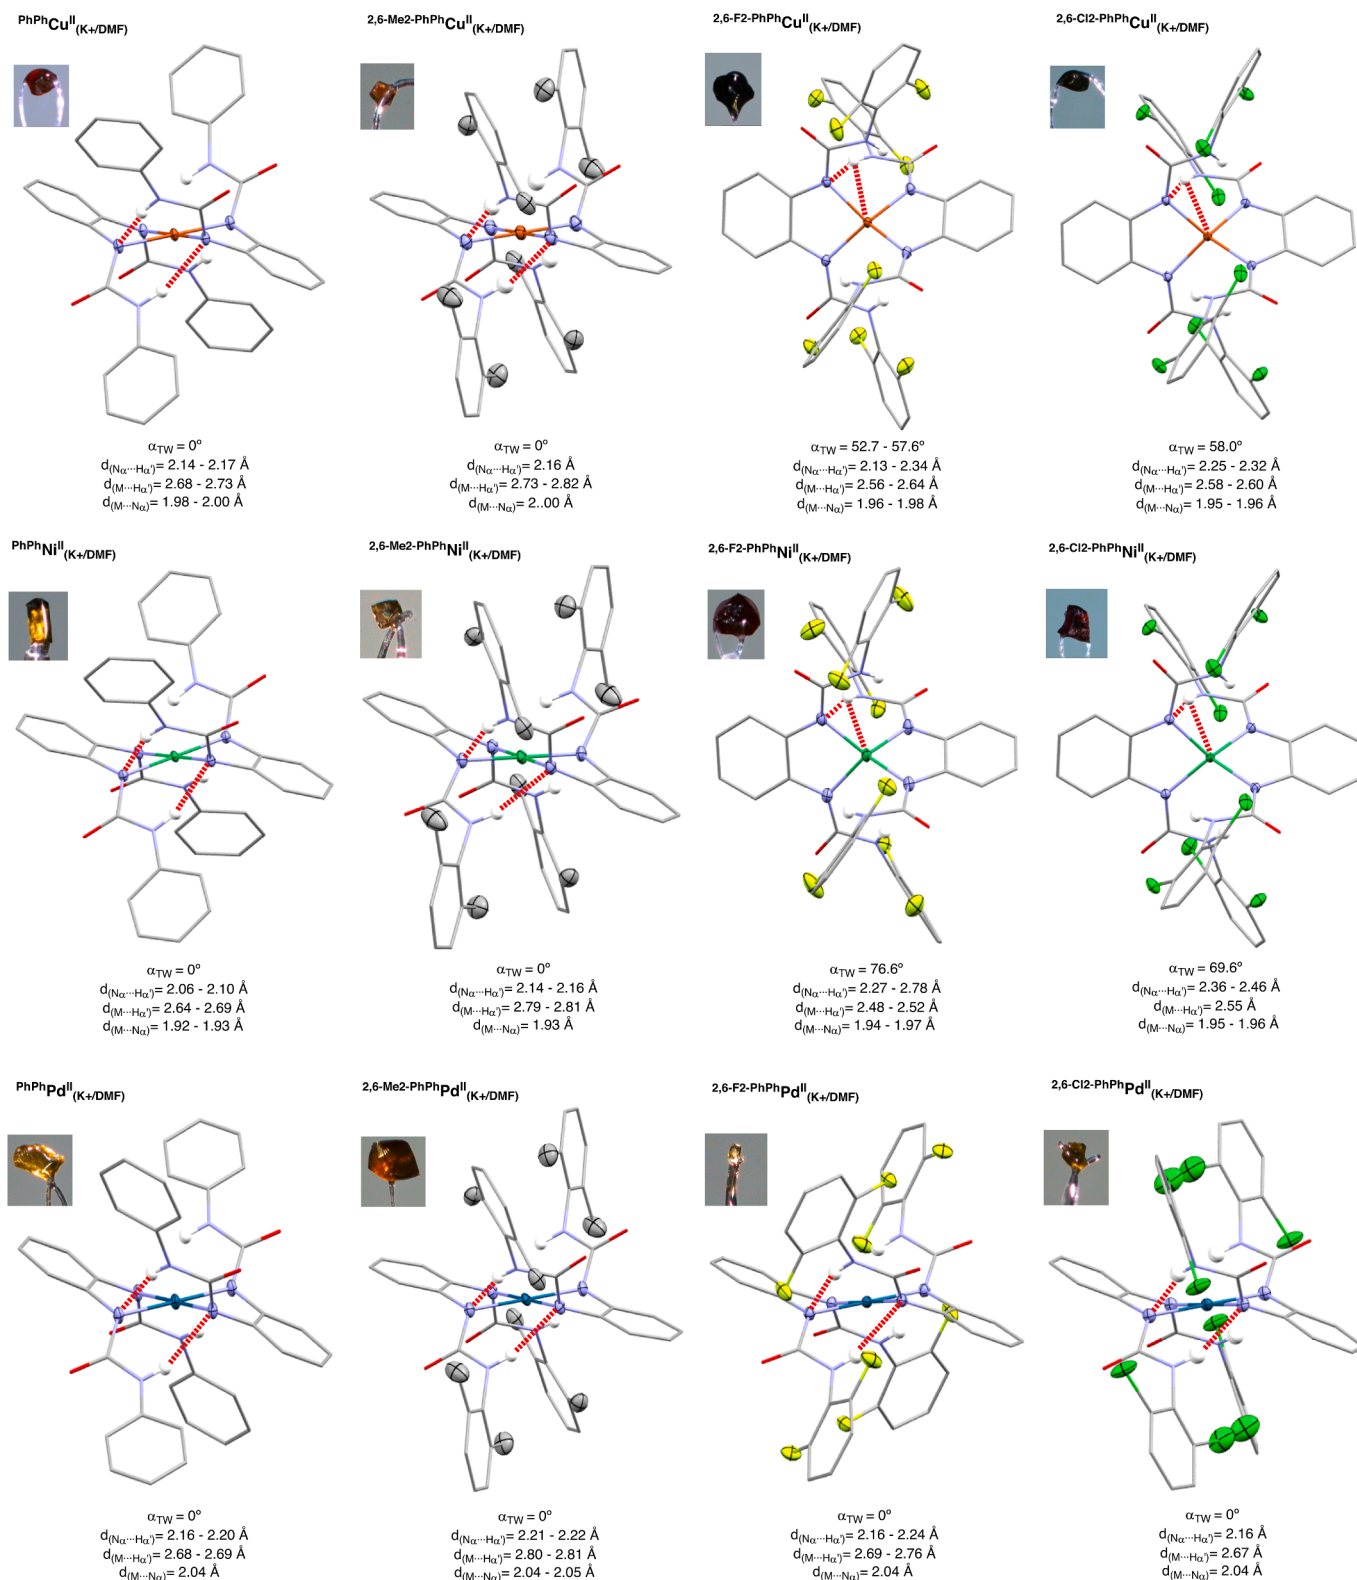 PhPhCuII(K+/DMF)
2,6-Me2-PhPhCuII(K+/DMF)
2,6-F2-PhPhCuII(K+/DMF)
2,6-Cl2-PhPhCuII(K+/DMF)
αTW = 0º
d(Nα···Hα')= 2.14 - 2.17 Å
d(M···Hα')= 2.68 - 2.73 Å
d(M···Nα)= 1.98 - 2.00 Å
αTW = 0º
d(Nα···Hα')= 2.16 Å
d(M···Hα')= 2.73 - 2.82 Å
d(M···Nα)= 2..00 Å
αTW = 52.7 - 57.6º
d(Nα···Hα')= 2.13 - 2.34 Å
d(M···Hα')= 2.56 - 2.64 Å
d(M···Nα)= 1.96 - 1.98 Å
αTW = 58.0º
d(Nα···Hα')= 2.25 - 2.32 Å
d(M···Hα')= 2.58 - 2.60 Å
d(M···Nα)= 1.95 - 1.96 Å
PhPhNiII(K+/DMF)
2,6-Me2-PhPhNiII(K+/DMF)
2,6-F2-PhPhNiII(K+/DMF)
2,6-Cl2-PhPhNiII(K+/DMF)
αTW = 0º
d(Nα···Hα')= 2.06 - 2.10 Å
d(M···Hα')= 2.64 - 2.69 Å
d(M···Nα)= 1.92 - 1.93 Å
αTW = 0º
d(Nα···Hα')= 2.14 - 2.16 Å
d(M···Hα')= 2.79 - 2.81 Å
d(M···Nα)= 1.93 Å
αTW = 76.6º
d(Nα···Hα')= 2.27 - 2.78 Å
d(M···Hα')= 2.48 - 2.52 Å
d(M···Nα)= 1.94 - 1.97 Å
αTW = 69.6º
d(Nα···Hα')= 2.36 - 2.46 Å
d(M···Hα')= 2.55 Å
d(M···Nα)= 1.95 - 1.96 Å
PhPhPdII(K+/DMF)
2,6-Me2-PhPhPdII(K+/DMF)
2,6-F2-PhPhPdII(K+/DMF)
2,6-Cl2-PhPhPdII(K+/DMF)
αTW = 0º
d(Nα···Hα')= 2.16 - 2.20 Å
d(M···Hα')= 2.68 - 2.69 Å
d(M···Nα)= 2.04 Å
αTW = 0º
d(Nα···Hα')= 2.21 - 2.22 Å
d(M···Hα')= 2.80 - 2.81 Å
d(M···Nα)= 2.04 - 2.05 Å
αTW = 0º
d(Nα···Hα')= 2.16 - 2.24 Å
d(M···Hα')= 2.69 - 2.76 Å
d(M···Nα)= 2.04 Å
αTW = 0º
d(Nα···Hα')= 2.16 Å
d(M···Hα')= 2.67 Å
d(M···Nα)= 2.04 Å